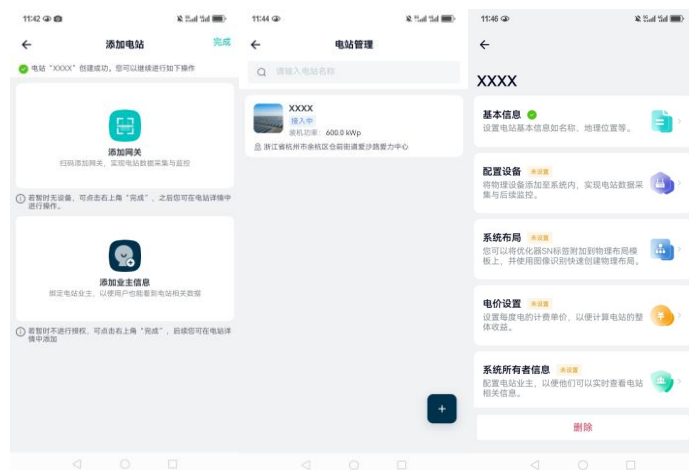 11:42
添加电站
完成
电站“XXXX”创建成功，您可以继续进行如下操作
添加网关
扫码添加网关，实现电站数据采集与监控
若暂时无设备，可点击右上角“完成”，之后您可在电站详情中
进行操作。
添加业主信息
绑定电站业主，以使用户也能看到电站相关数据
若暂时不进行授权，可点击右上角“完成”，后续您可在电站详
情中添加
11:44
电站管理
请输入电站名称
XXXX
接入中
装机功率：600.0 kWp
浙江省杭州市余杭区仓前街道爱沙路爱力中心
+
11:46
XXXX
基本信息
设置电站基本信息如名称、地理位置等。
配置设备 未设置
将物理设备添加至系统内，实现电站数据采
集与后续监控。
系统布局 未设置
您可以将优化器SN标签附加到物理布局模
板上，并使用图像识别快速创建物理布局。
电价设置 未设置
设置每度电的计费单价，以便计算电站的整
体收益。
系统所有者信息 未设置
配置电站业主，以便他们可以实时查看电站
相关信息。
删除